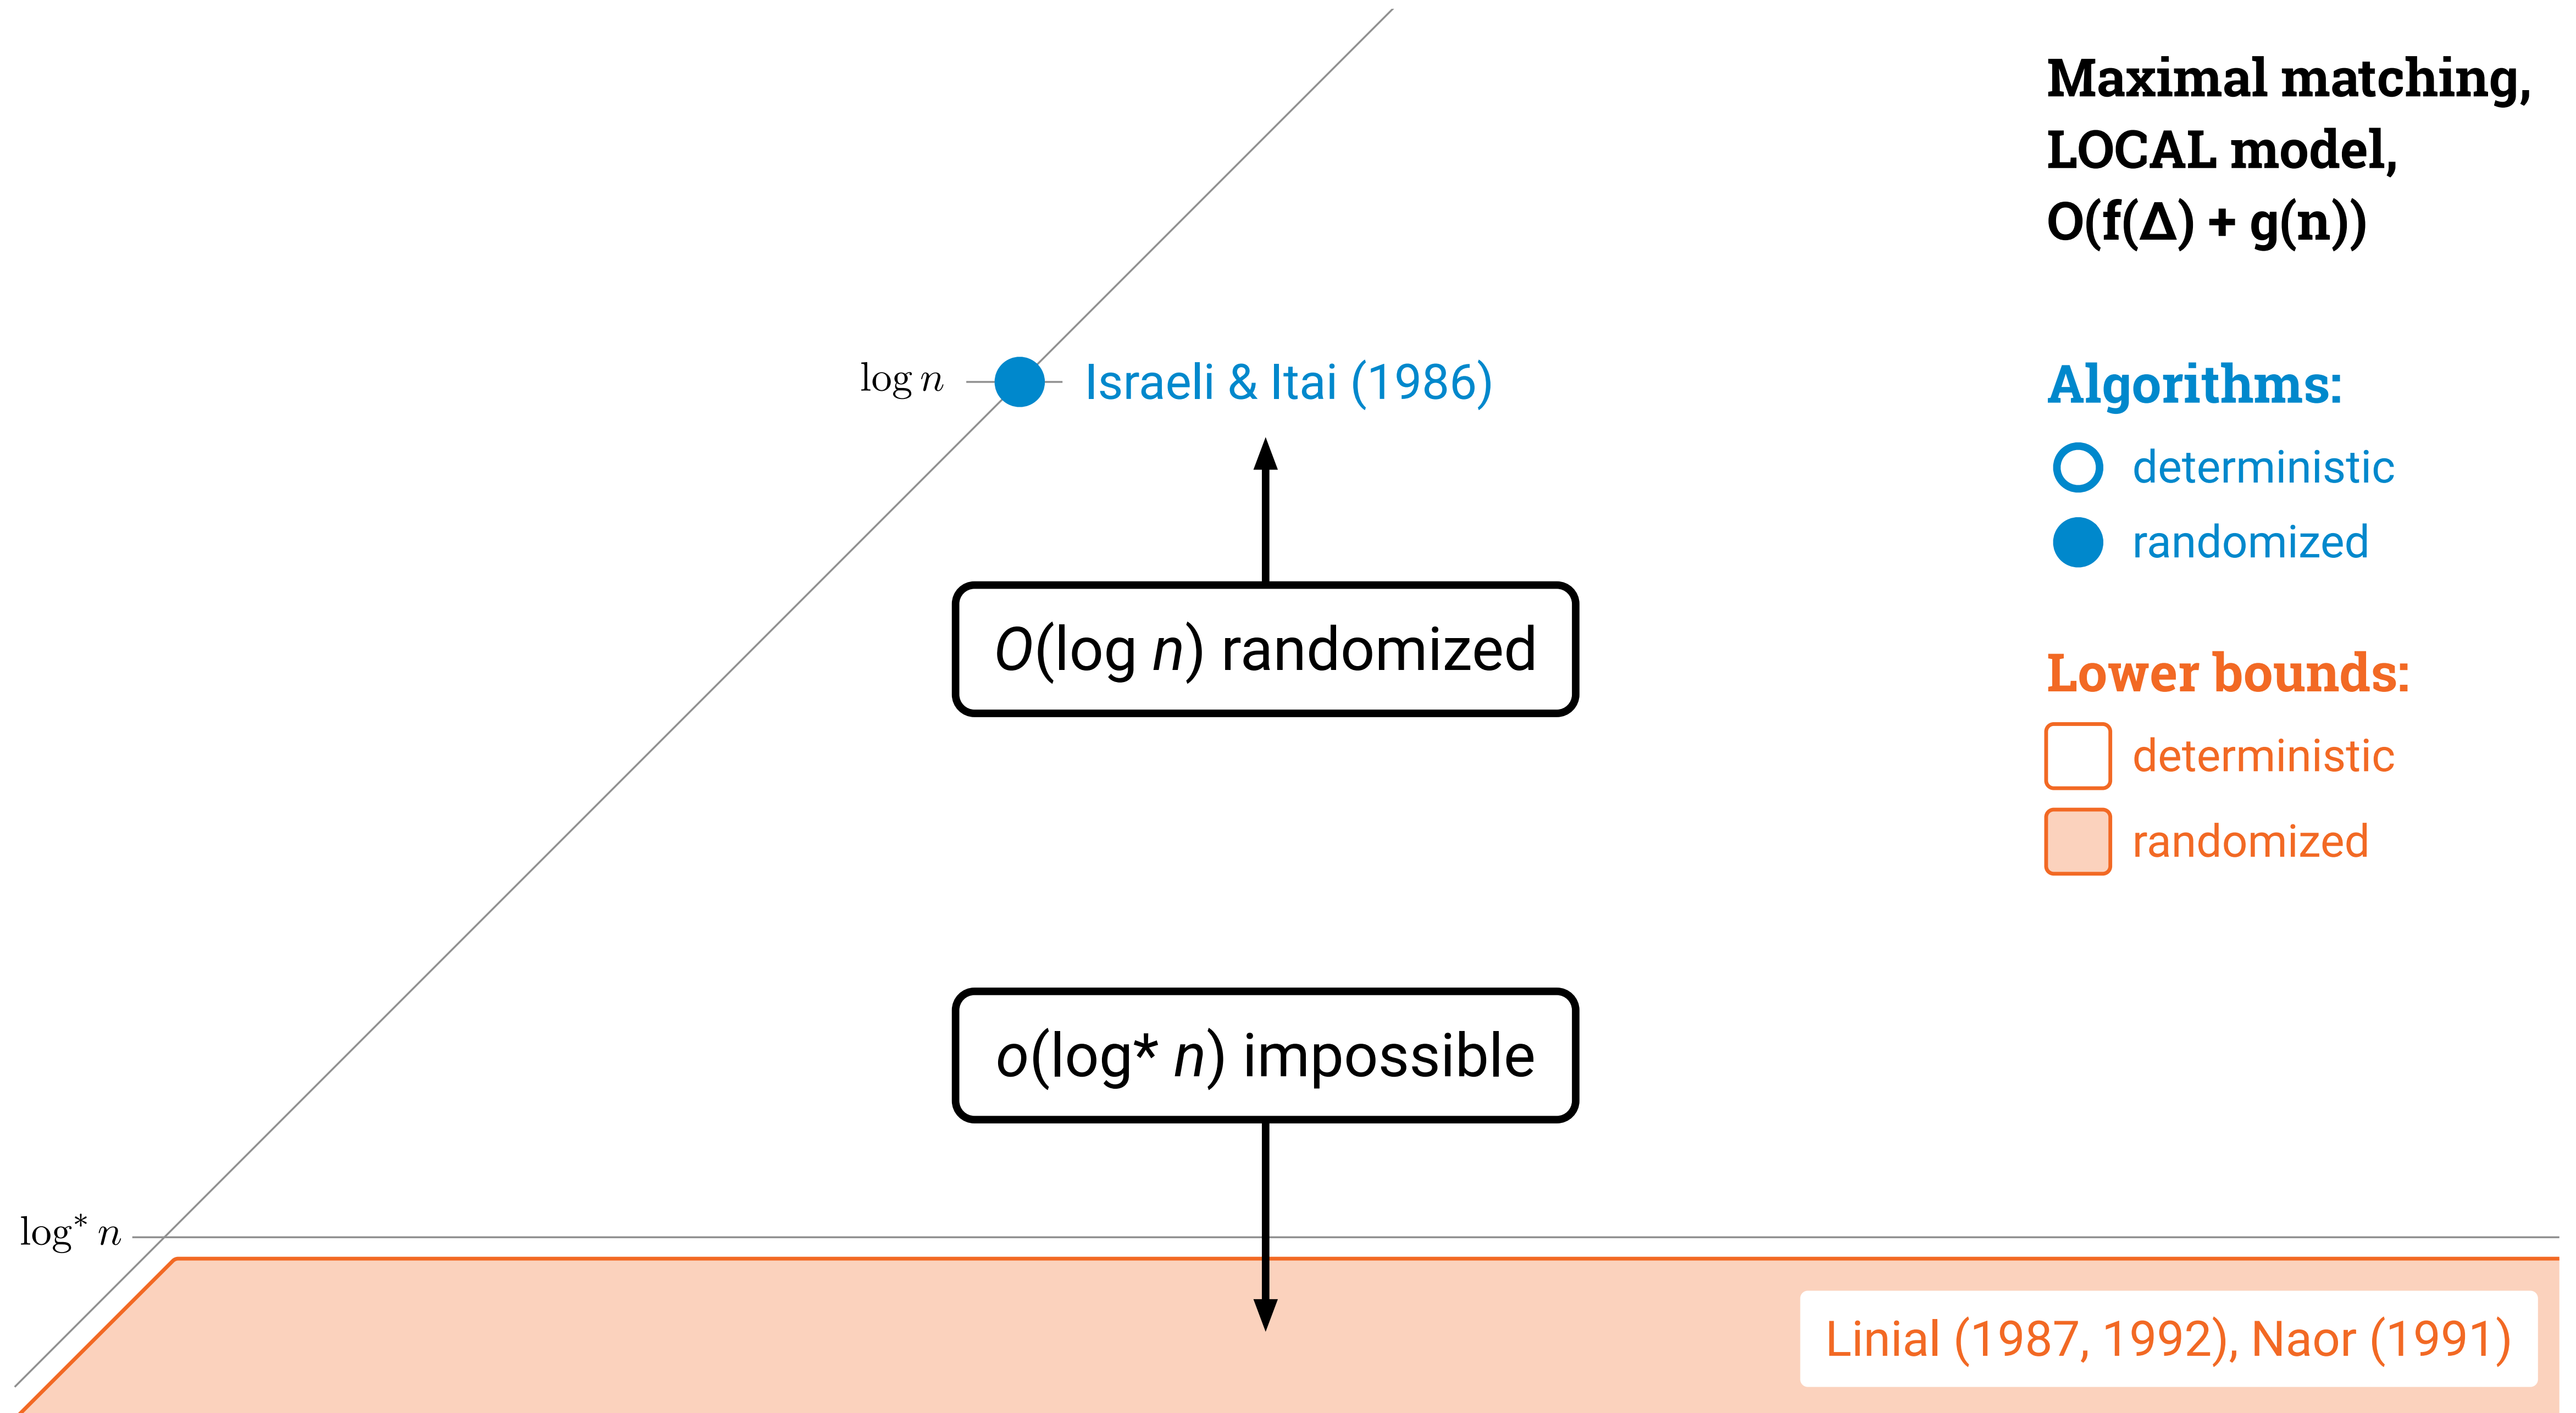 Maximal matching,
LOCAL model,
O(f(Δ) + g(n))
log n
Israeli & Itai (1986)
Algorithms:
deterministic
randomized
O(log n) randomized
Lower bounds:
deterministic
randomized
o(log* n) impossible
log* n
Linial (1987, 1992), Naor (1991)